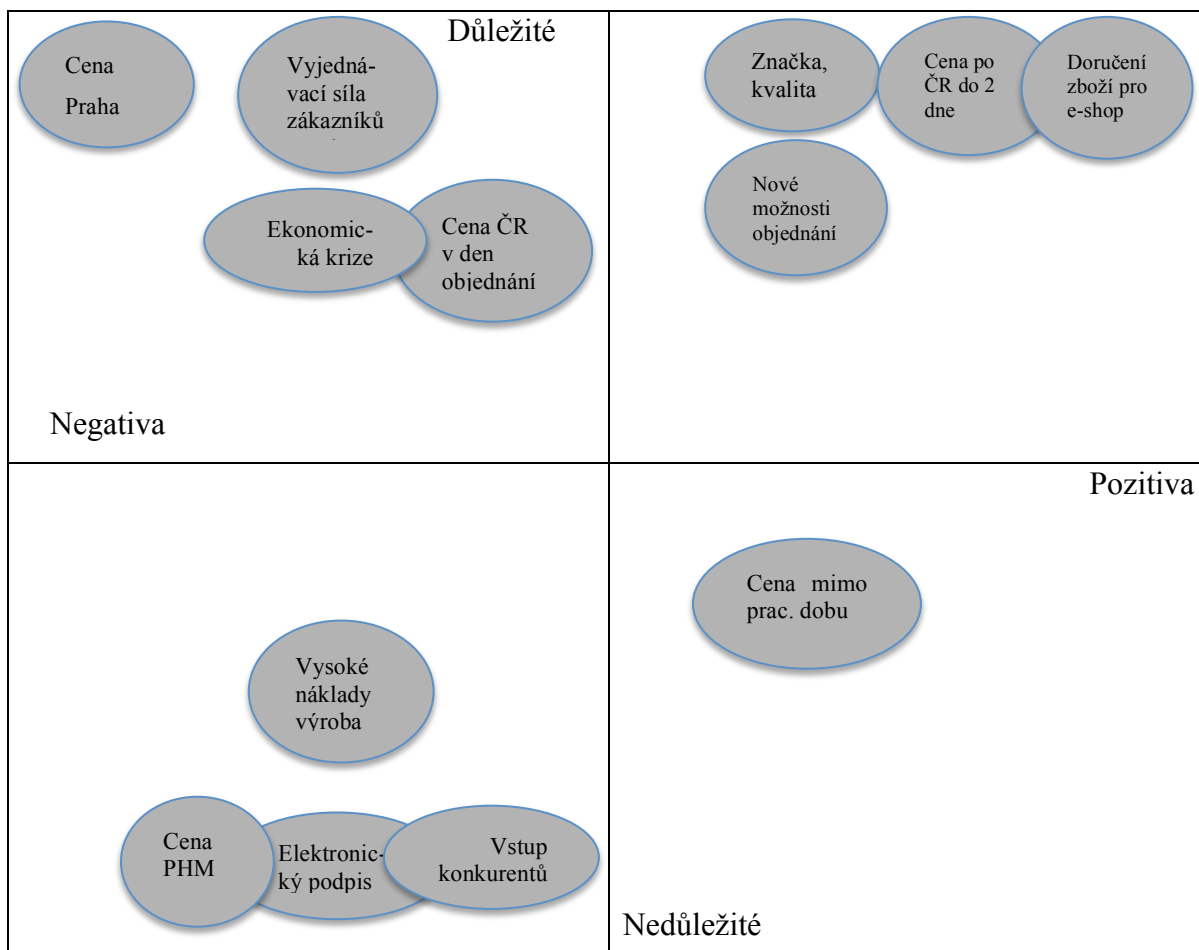 Důležité
Cena
Praha
Vyjedná-
vací síla
zákazníků
Ekonomic-
ká krize
Cena ČR
v den
objednání
Negativa
Značka,
kvalita
Cena po
ČR do 2
dne
Doručení
zboží pro
e-shop
Nové
možnosti
objednání
Vysoké
náklady
výroba
Cena
PHM
Elektronic-
ký podpis
Vstup
konkurentů
Pozitiva
Cena mimo
prac. dobu
Nedůležité